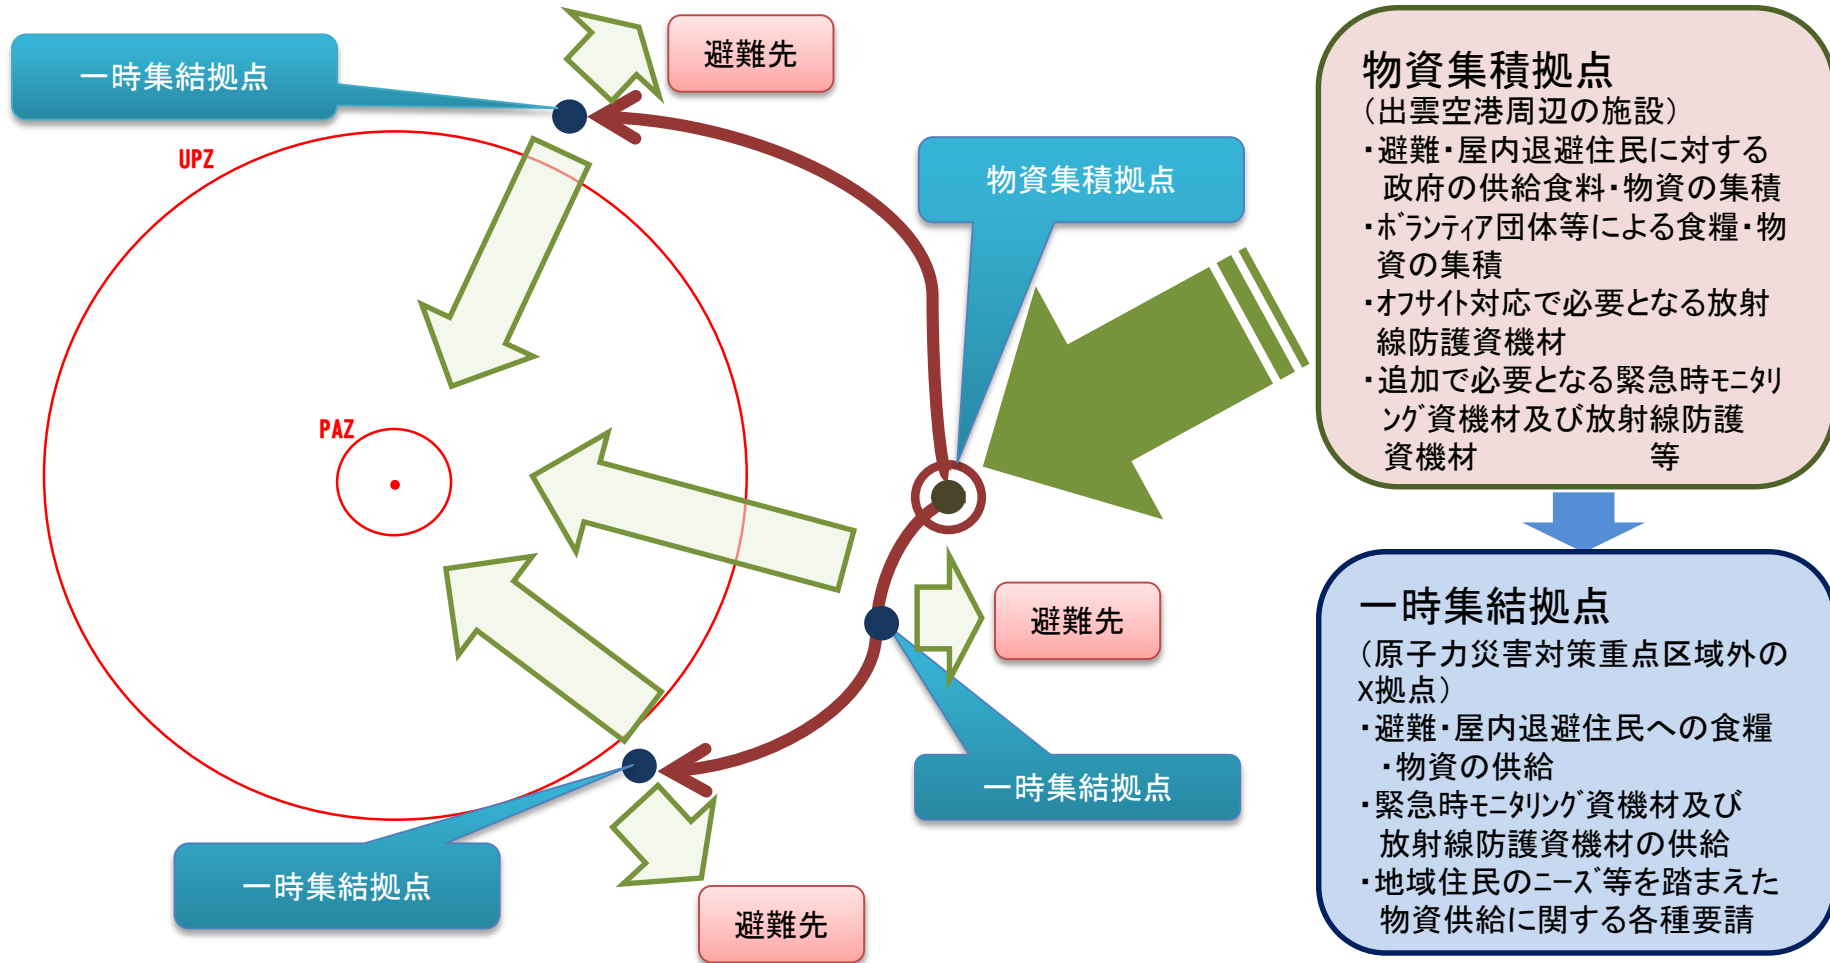 一時集結拠点
避難先
UPZ
物資集積拠点
PAZ
避難先
一時集結拠点
一時集結拠点
避難先
物資集積拠点
(出雲空港周辺の施設)
・避難・屋内退避住民に対する
政府の供給食料・物資の集積
・ﾎﾞﾗﾝﾃｨｱ団体等による食糧・物
資の集積
・ｵﾌｻｲﾄ対応で必要となる放射
線防護資機材
・追加で必要となる緊急時ﾓﾆﾀﾘ
ﾝｸﾞ資機材及び放射線防護
資機材 等
一時集結拠点
(原子力災害対策重点区域外の
X拠点)
・避難・屋内退避住民への食糧
・物資の供給
・緊急時ﾓﾆﾀﾘﾝｸﾞ資機材及び
放射線防護資機材の供給
・地域住民のﾆｰｽﾞ等を踏まえた
物資供給に関する各種要請